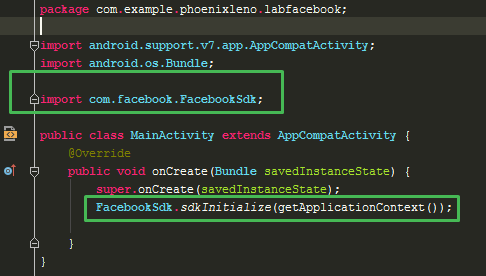 package com.example.phoenixleno.labfacebook;
import android.support.v7.app.AppCompatActivity;
import android.os.Bundle;
import com.facebook.FacebookSdk;
public class MainActivity extends AppCompatActivity {
@Override
public void onCreate(Bundle savedInstanceState) {
super.onCreate(savedInstanceState);
FacebookSdk.sdkInitialize(getApplicationContext());
}
}